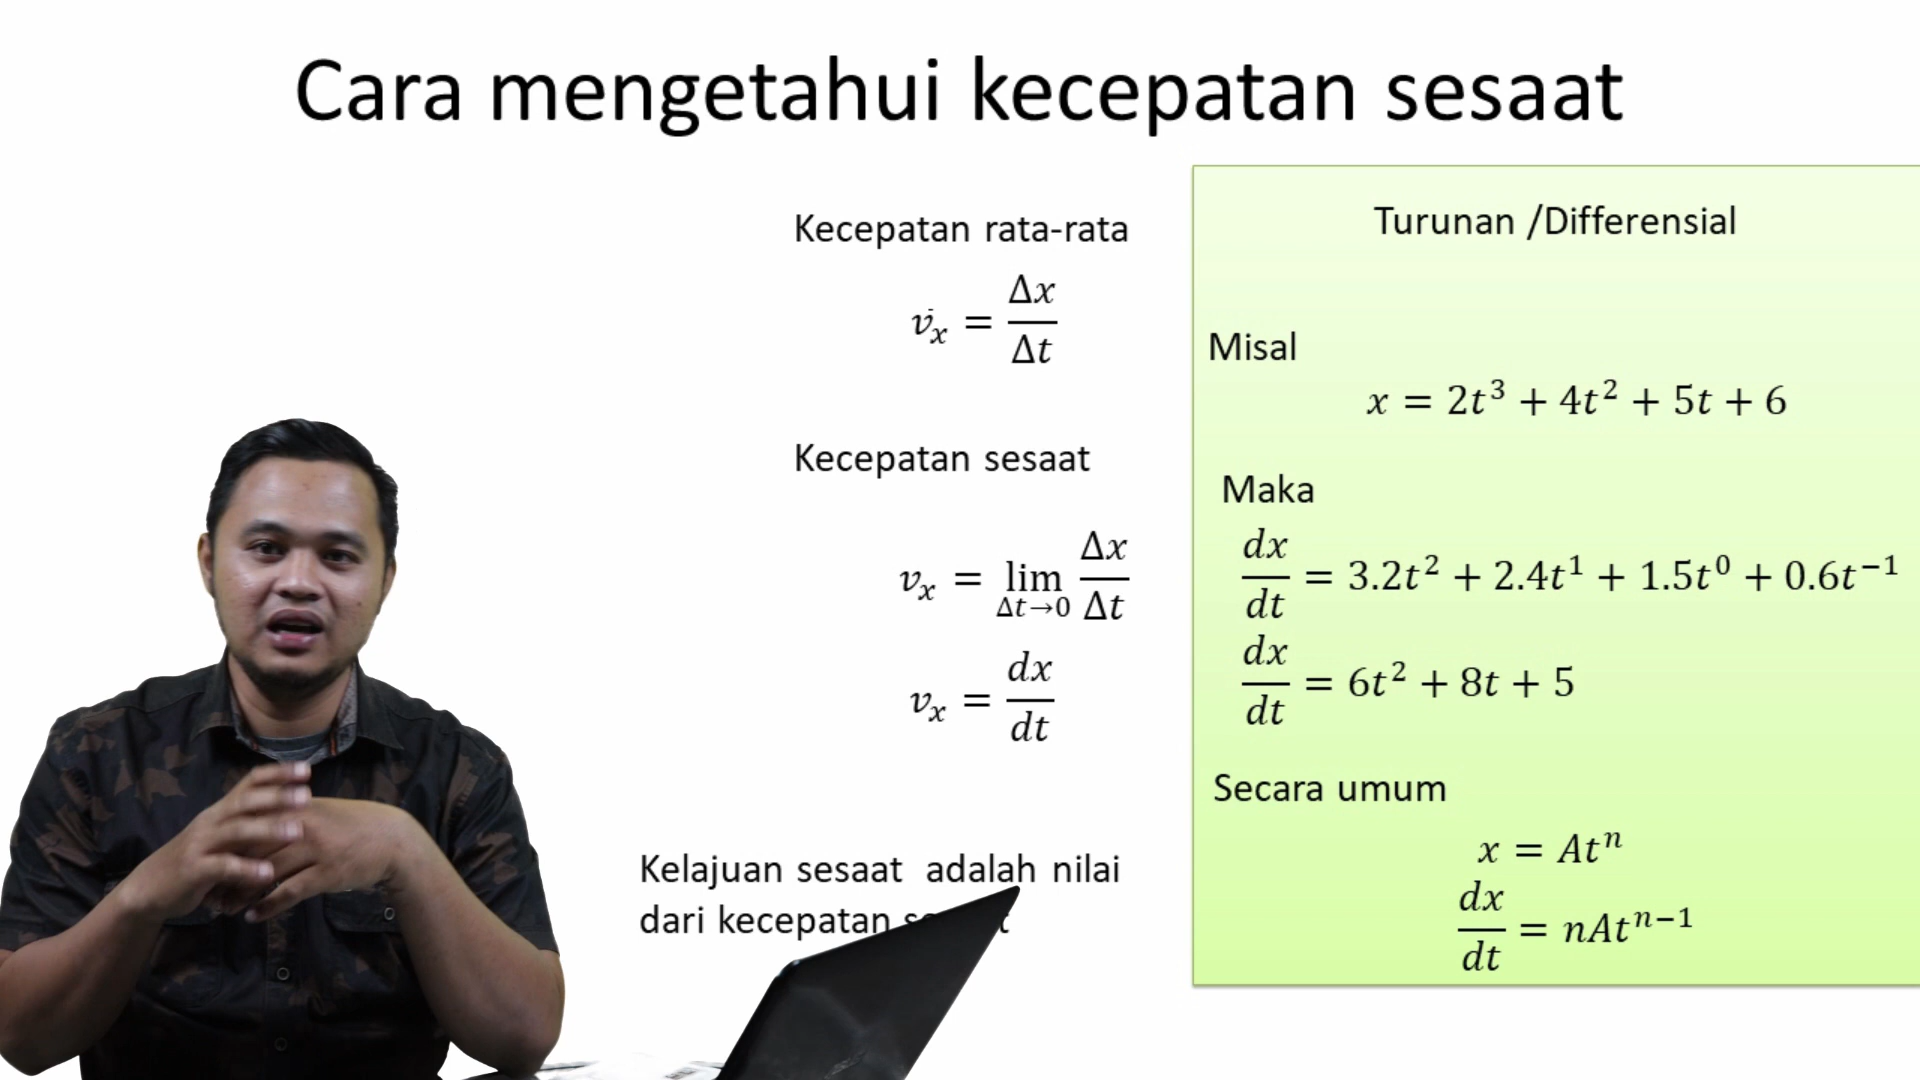 Cara mengetahui kecepatan sesaat
Kecepatan rata-rata
v̄ₓ = Δx/Δt
Kecepatan sesaat
vₓ = lim Δt→0 Δx/Δt
vₓ = dx/dt
Kelajuan sesaat adalah nilai
dari kecepatan
Turunan /Differensial
Misal
x = 2t³ + 4t² + 5t + 6
Maka
dx/dt = 3.2t² + 2.4t¹ + 1.5t⁰ + 0.6t⁻¹
dx/dt = 6t² + 8t + 5
Secara umum
x = Atⁿ
dx/dt = nAtⁿ⁻¹